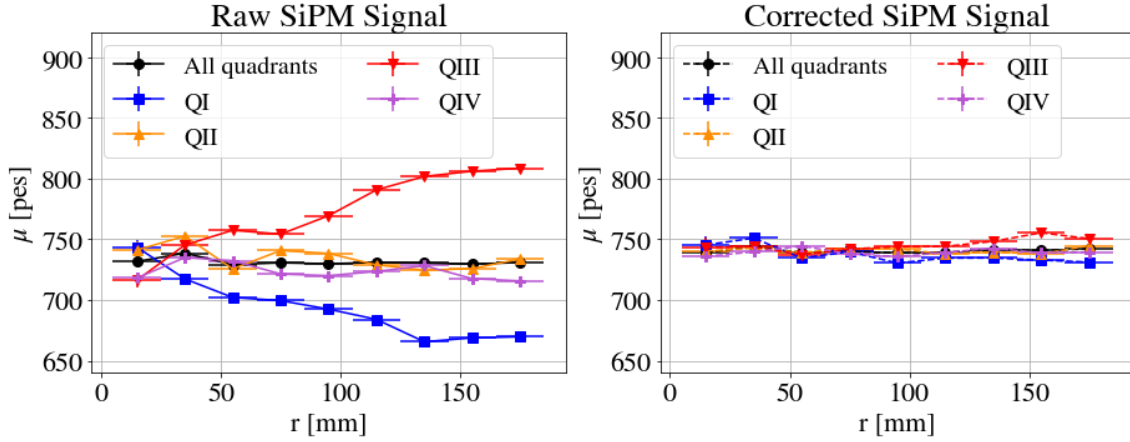 Raw SiPM Signal
900
850
800
750
700
650
μ [pes]
All quadrants
QI
QII
QIII
QIV
0
50
100
150
r [mm]
Corrected SiPM Signal
900
850
800
750
700
650
μ [pes]
All quadrants
QI
QII
QIII
QIV
0
50
100
150
r [mm]